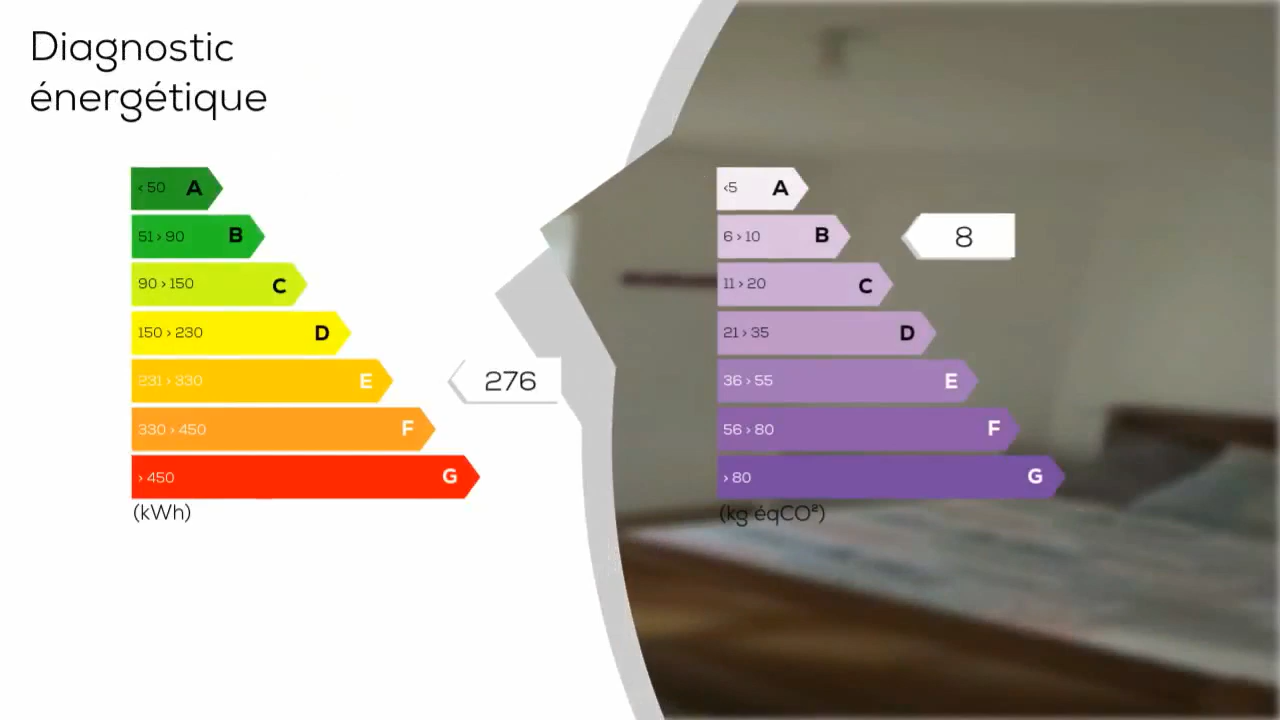 Diagnostic
énergétique
< 50 A
51 > 90 B
90 > 150 C
150 > 230 D
231 > 330 E
330 > 450 F
> 450 G
(kWh)
276
<5 A
6 > 10 B
11 > 20 C
21 > 35 D
36 > 55 E
56 > 80 F
> 80 G
(kg éqCO²)
8